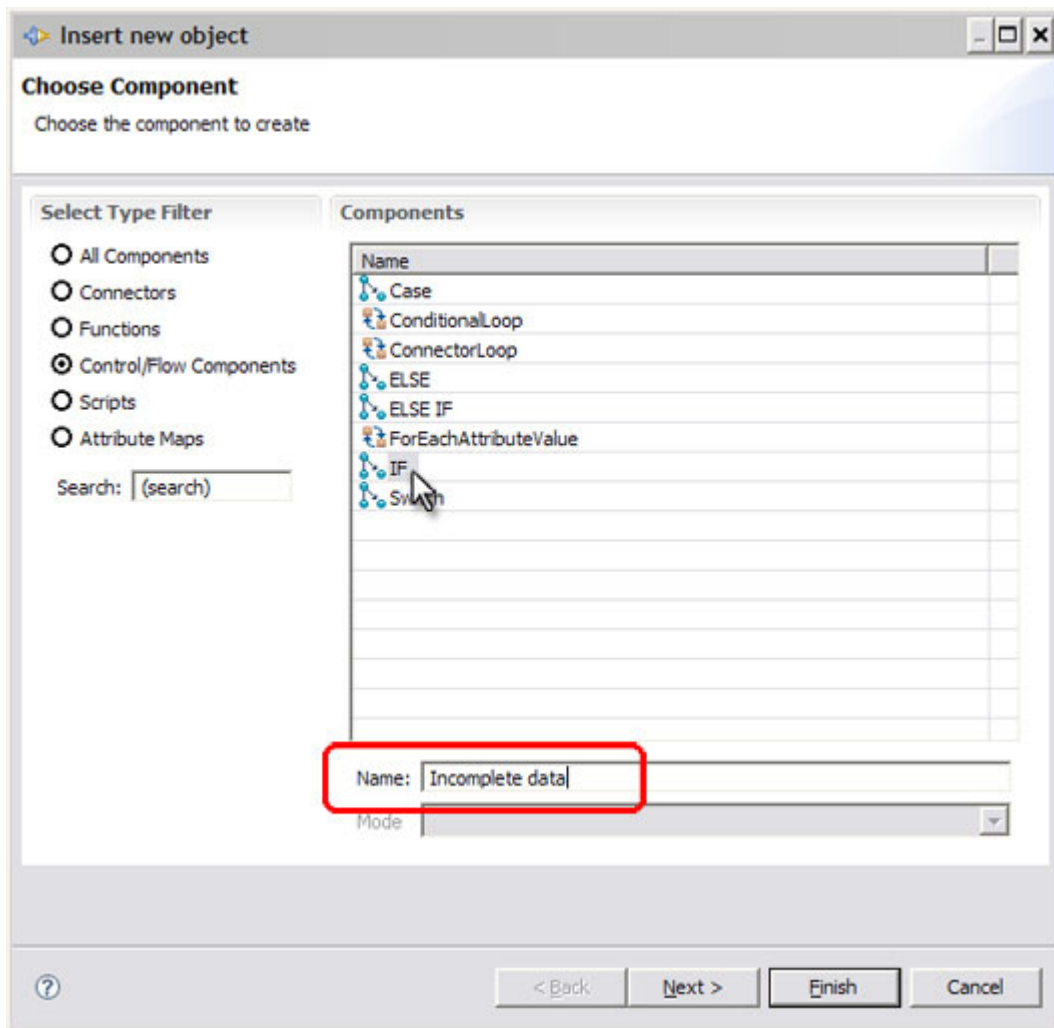 Insert new object
Choose Component
Choose the component to create
Select Type Filter
All Components
Connectors
Functions
Control/Flow Components
Scripts
Attribute Maps
Search: (search)
Components
Name
Case
ConditionalLoop
ConnectorLoop
ELSE
ELSE IF
ForEachAttributeValue
IF
Switch
Name: Incomplete data
Mode
< Back Next > Finish Cancel